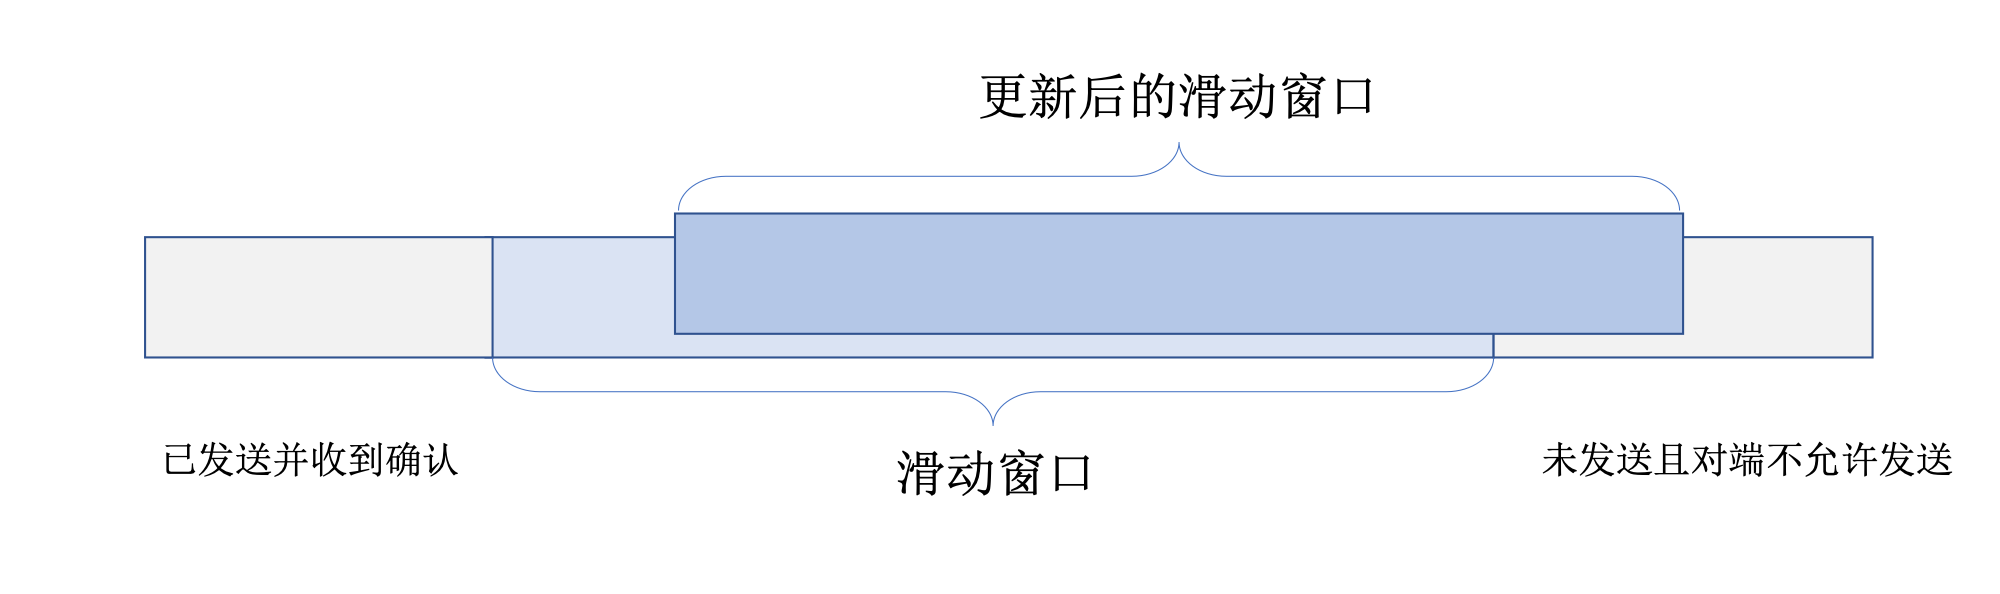 更新后的滑动窗口
已发送并收到确认
滑动窗口
未发送且对端不允许发送